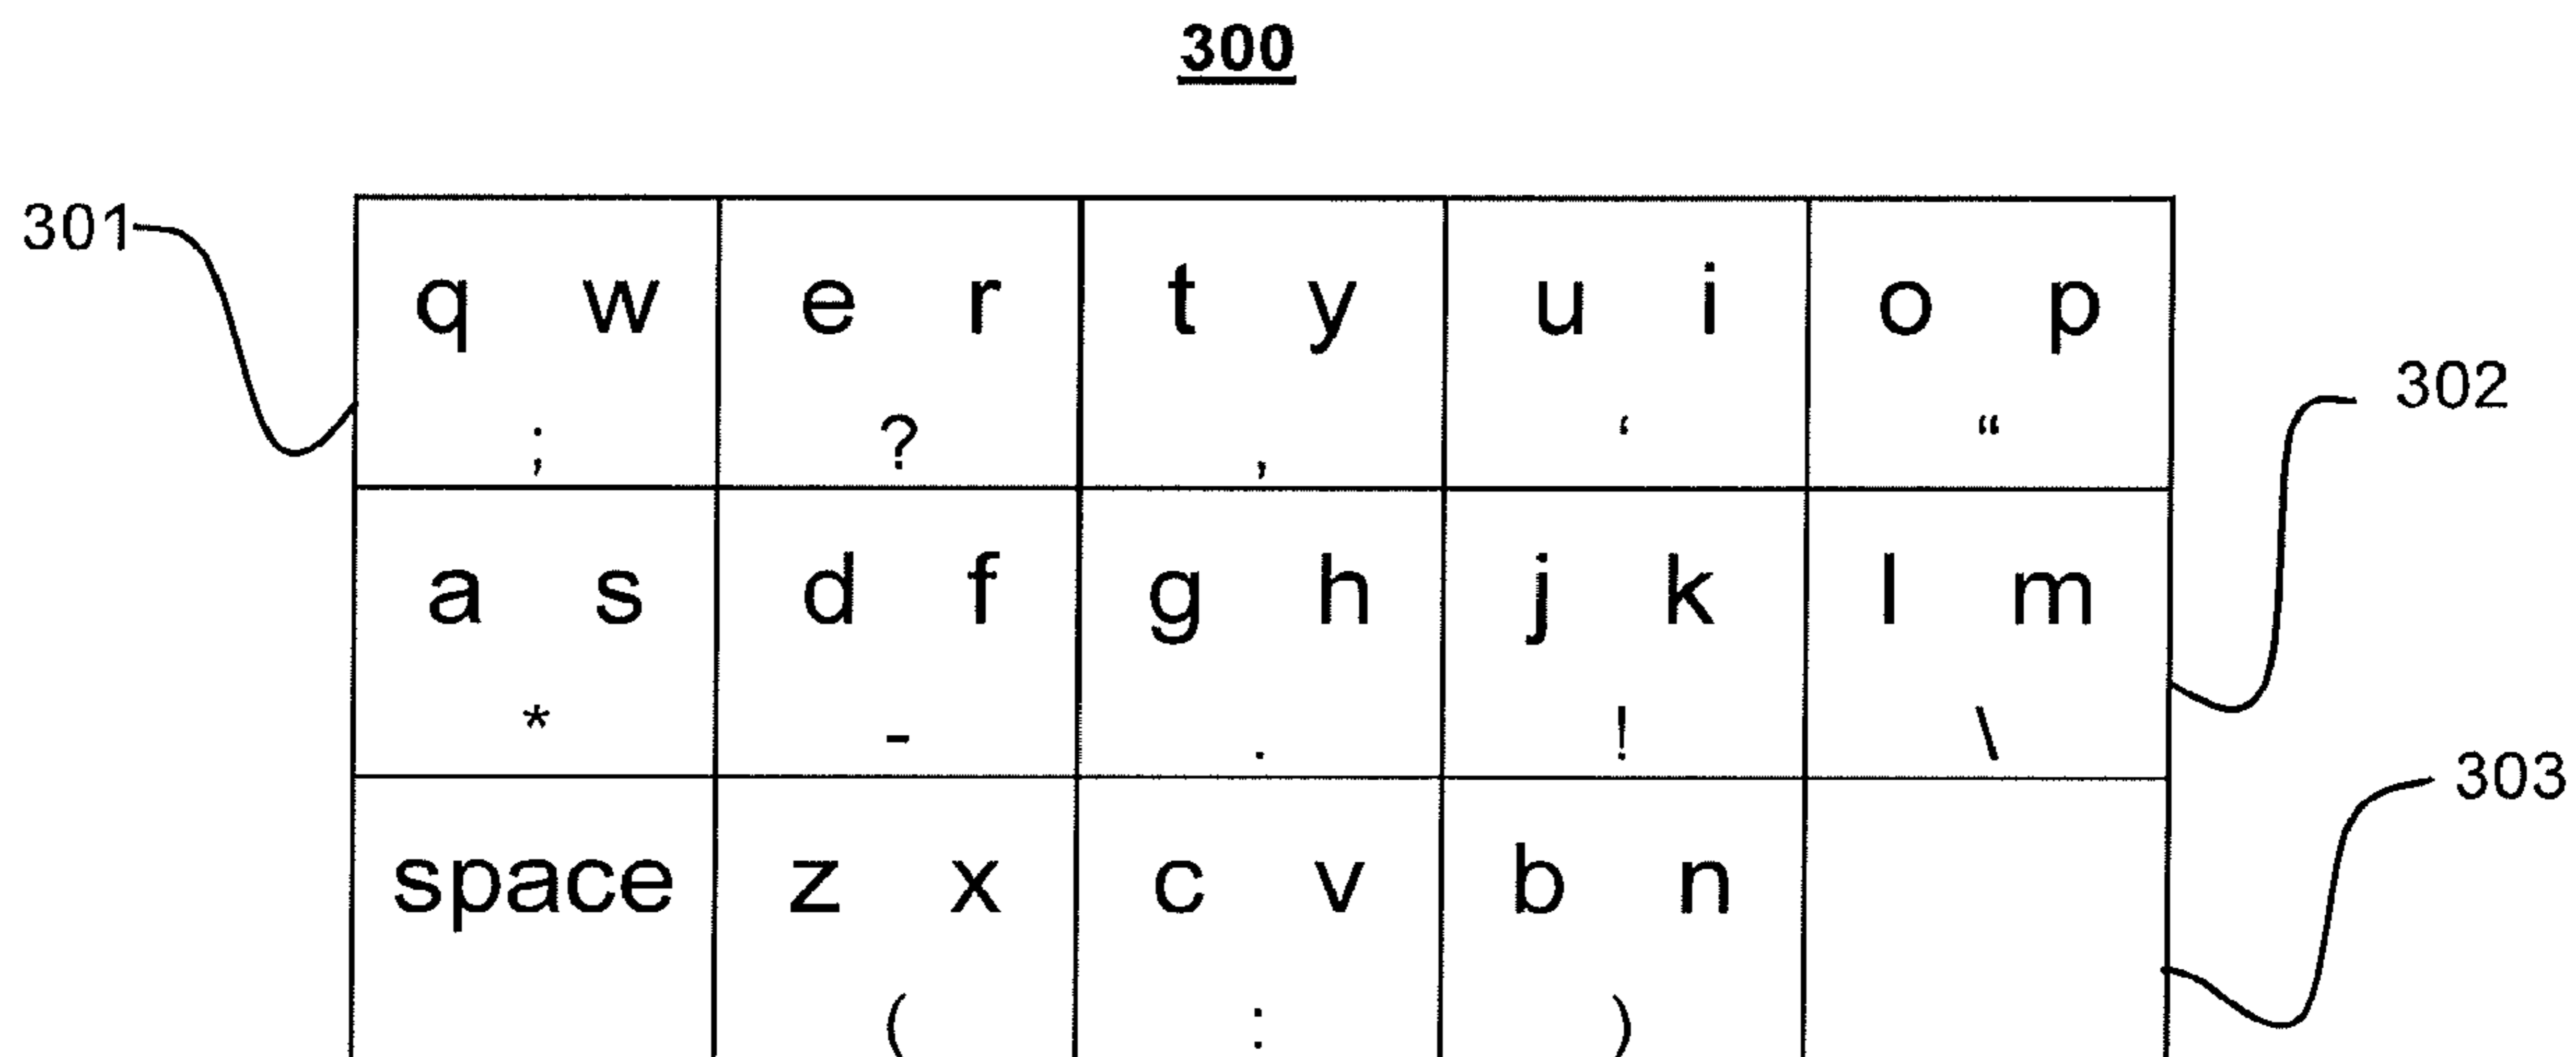 300
301
q w e r t y u i o p
302
; ? , ‘ “
a s d f g h j k l m
* - . ! \
303
space z x c v b n
( : )